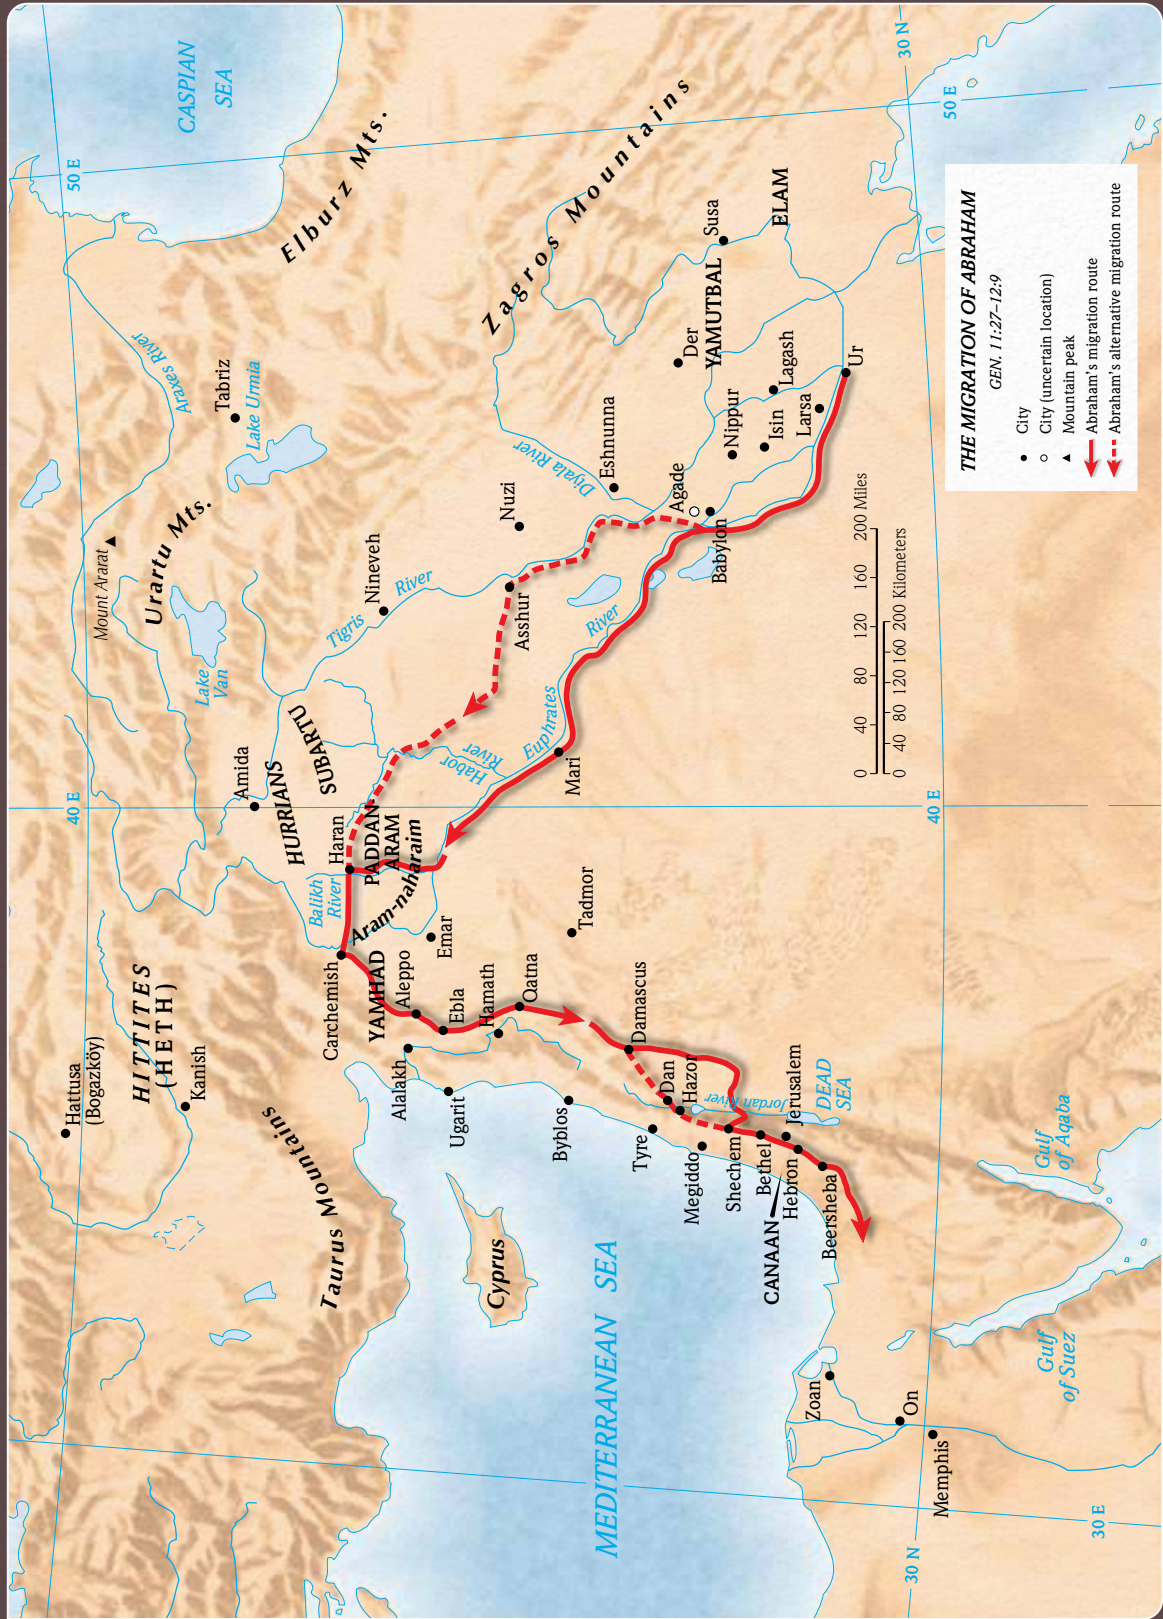 THE MIGRATION OF ABRAHAM
GEN. 11:27–12:9
City
City (uncertain location)
Mountain peak
Abraham's migration route
Abraham's alternative migration route
0 40 80 120 160 200 Miles
0 40 80 120 160 200 Kilometers
30 E
40 E
50 E
30 N
30 N
30 E
40 E
50 E
CASPIAN
SEA
Elburz Mts.
Zagros Mountains
Araxes River
Tabriz
Lake Urmia
Mount Ararat
Urartu Mts.
Lake
Van
Hattusa
(Bogazköy)
HITTITES
(HETH)
Kanish
Taurus Mountains
Amida
HURRIANS
SUBARTU
Tigris
River
Nineveh
Nuzi
Asshur
Diyala River
Eshnunna
Agade
Babylon
Der
YAMUTBAL
Susa
ELAM
Nippur
Isin
Lagash
Larsa
Ur
Euphrates
River
Mari
Habor
River
Haran
PADDAN
ARAM
Aram-naharaim
Balikh
River
Carchemish
YAMHAD
Aleppo
Emar
Alalakh
Ebla
Ugarit
Hamath
Qatna
Tadmor
Byblos
Cyprus
MEDITERRANEAN SEA
Damascus
Dan
Hazor
Tyre
Megiddo
Jordan River
Shechem
Bethel
Jerusalem
DEAD
SEA
CANAAN
Hebron
Beersheba
Zoan
On
Memphis
Gulf
of Suez
Gulf
of Aqaba